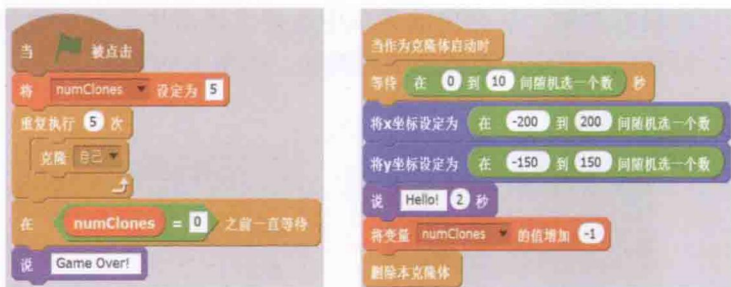 当 被点击
将 numClones 设定为 5
重复执行 5 次
克隆 自己
在 numClones = 0 之前一直等待
说 Game Over!
当作为克隆体启动时
等待 在 0 到 10 间随机选一个数 秒
将x坐标设定为 在 -200 到 200 间随机选一个数
将y坐标设定为 在 -150 到 150 间随机选一个数
说 Hello! 2 秒
将变量 numClones 的值增加 -1
删除本克隆体